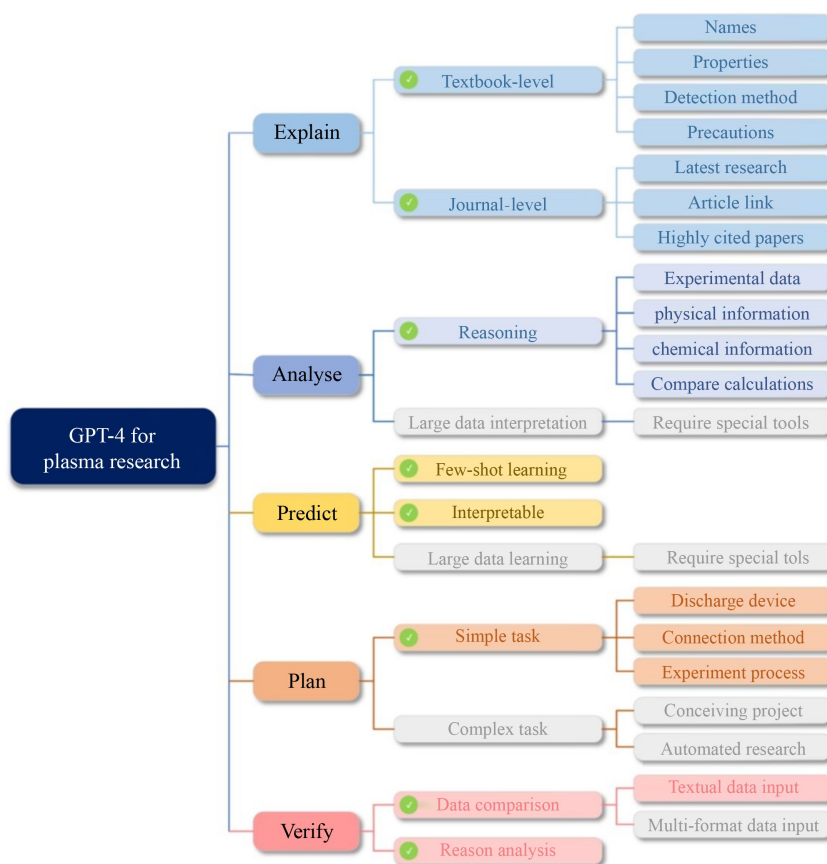 GPT-4 for
plasma research
Explain
Textbook-level
Names
Properties
Detection method
Precautions
Journal-level
Latest research
Article link
Highly cited papers
Analyse
Reasoning
Experimental data
physical information
chemical information
Compare calculations
Large data interpretation
Require special tools
Predict
Few-shot learning
Interpretable
Large data learning
Require special tols
Plan
Simple task
Discharge device
Connection method
Experiment process
Complex task
Conceiving project
Automated research
Verify
Data comparison
Textual data input
Multi-format data input
Reason analysis